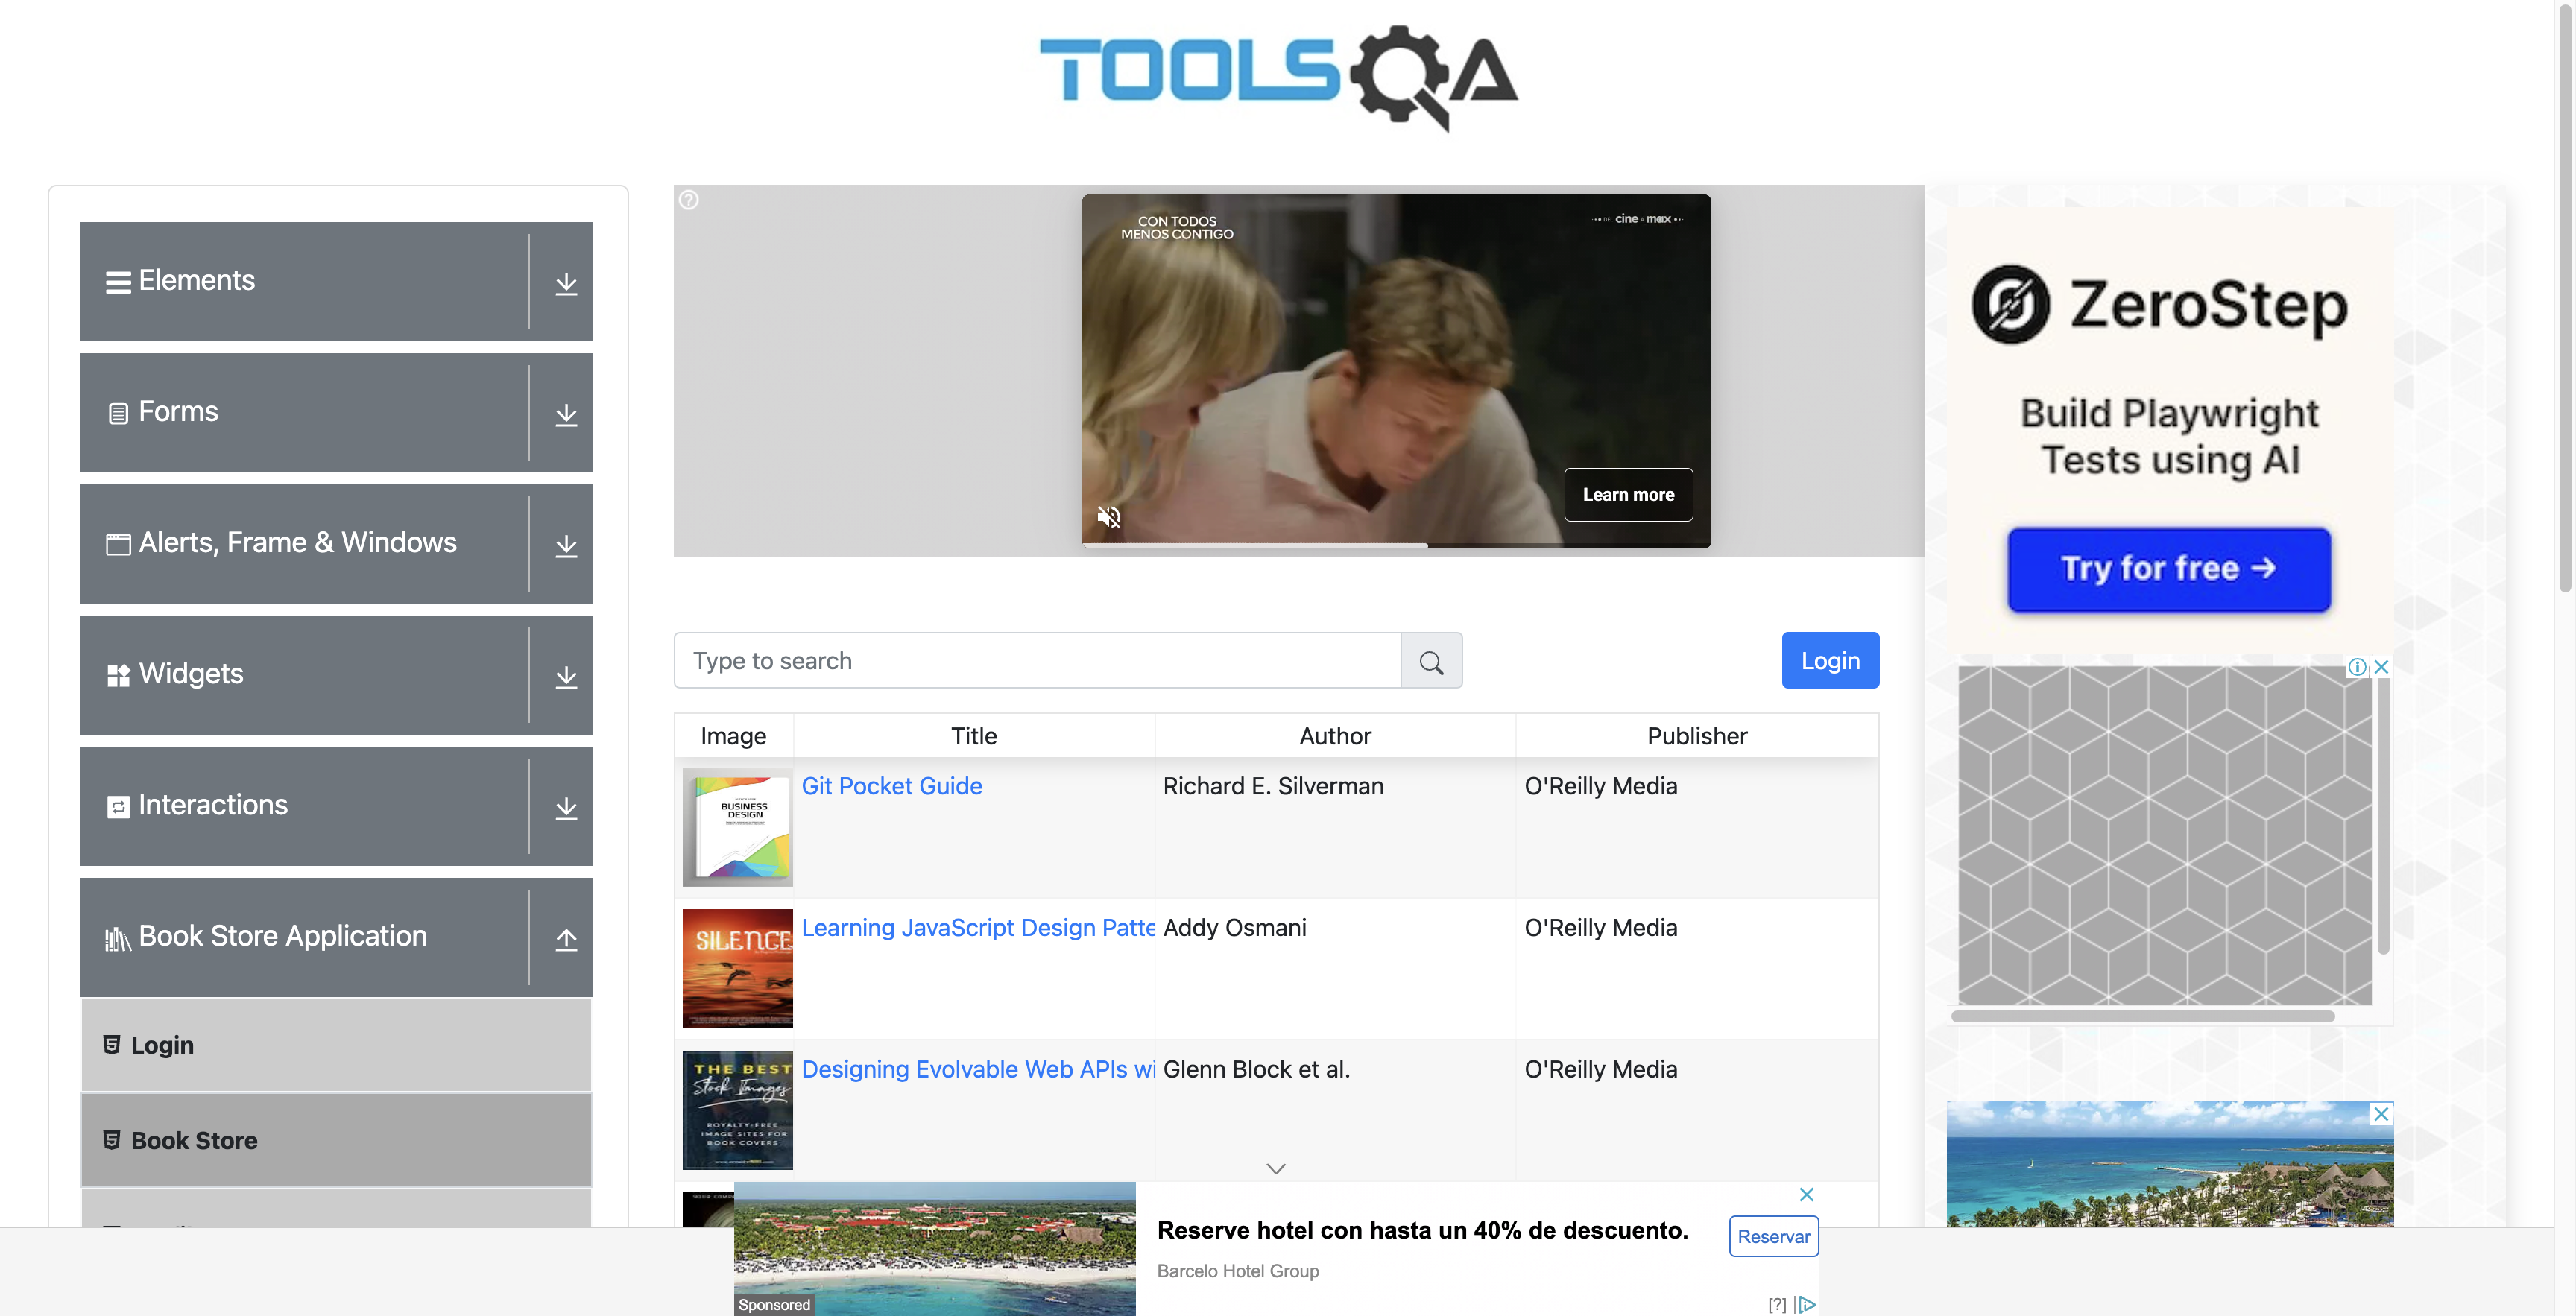 TOOLSQA
Elements
Forms
Alerts, Frame & Windows
Widgets
Interactions
Book Store Application
Login
Book Store
CON TODOS
MENOS CONTIGO
DEL cine A max
Learn more
Type to search
Login
Image Title Author Publisher
BUSINESS
DESIGN
Git Pocket Guide Richard E. Silverman O'Reilly Media
SILENCE
Learning JavaScript Design Patte Addy Osmani O'Reilly Media
THE BEST
Stock Images
ROYALTY-FREE
IMAGE SITES FOR
BOOK COVERS
Designing Evolvable Web APIs wi Glenn Block et al. O'Reilly Media
ZeroStep
Build Playwright
Tests using AI
Try for free →
Reserve hotel con hasta un 40% de descuento.
Reservar
Barcelo Hotel Group
Sponsored
[?]